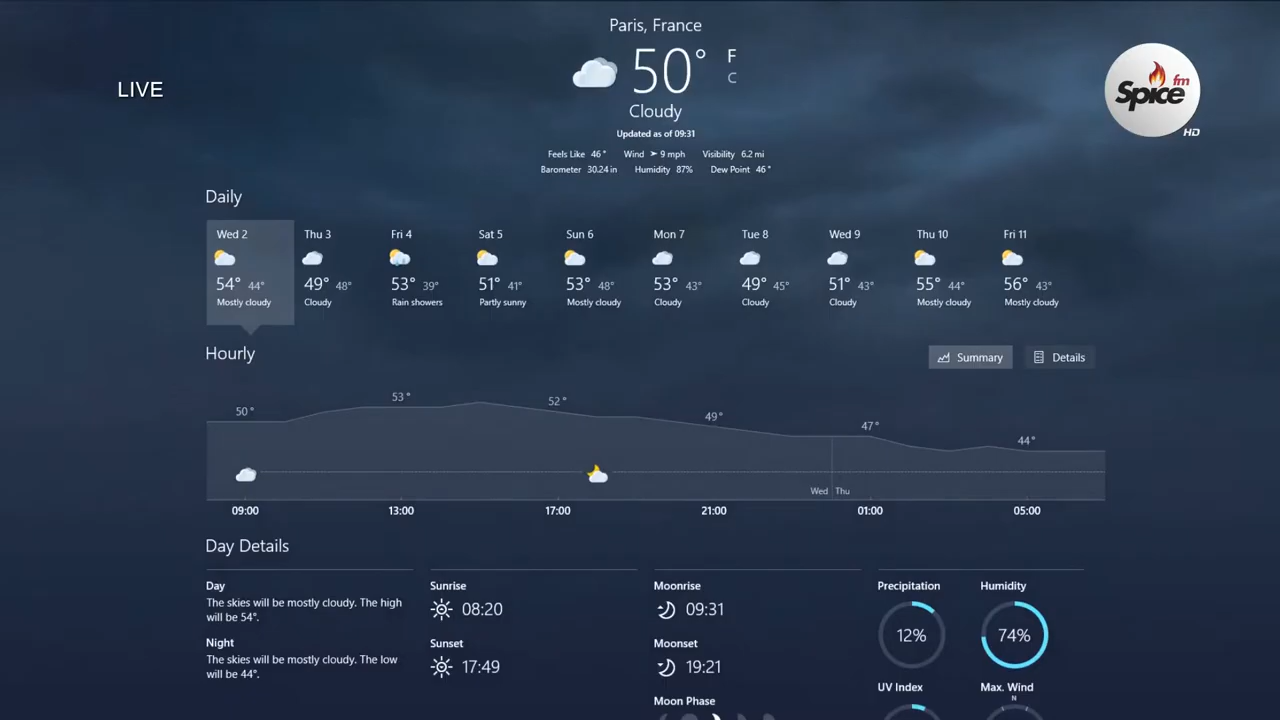 Paris, France
LIVE
50°
F
C
Spice fm
HD
Cloudy
Updated as of 09:31
Feels Like 46° Wind ➤ 9 mph Visibility 6.2 mi
Barometer 30.24 in Humidity 87% Dew Point 46°
Daily
Wed 2 Thu 3 Fri 4 Sat 5 Sun 6 Mon 7 Tue 8 Wed 9 Thu 10 Fri 11
54° 44° 49° 48° 53° 39° 51° 41° 53° 48° 53° 43° 49° 45° 51° 43° 55° 44° 56° 43°
Mostly cloudy Cloudy Rain showers Partly sunny Mostly cloudy Cloudy Cloudy Cloudy Mostly cloudy Mostly cloudy
Hourly
Summary Details
50° 53° 52° 49° 47° 44°
Wed Thu
09:00 13:00 17:00 21:00 01:00 05:00
Day Details
Day
The skies will be mostly cloudy. The high
will be 54°.
Night
The skies will be mostly cloudy. The low
will be 44°.
Sunrise
08:20
Sunset
17:49
Moonrise
09:31
Moonset
19:21
Moon Phase
Precipitation Humidity
12% 74%
UV Index Max. Wind
N